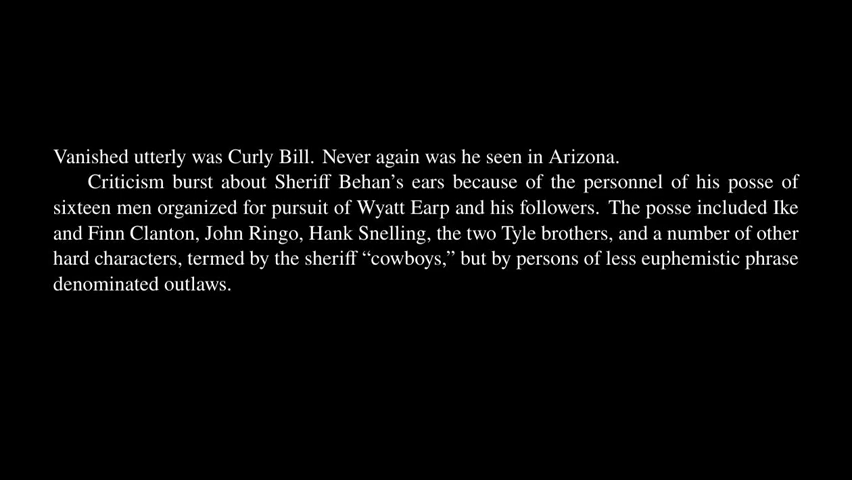 Vanished utterly was Curly Bill. Never again was he seen in Arizona.
Criticism burst about Sheriff Behan’s ears because of the personnel of his posse of
sixteen men organized for pursuit of Wyatt Earp and his followers. The posse included Ike
and Finn Clanton, John Ringo, Hank Snelling, the two Tyle brothers, and a number of other
hard characters, termed by the sheriff “cowboys,” but by persons of less euphemistic phrase
denominated outlaws.